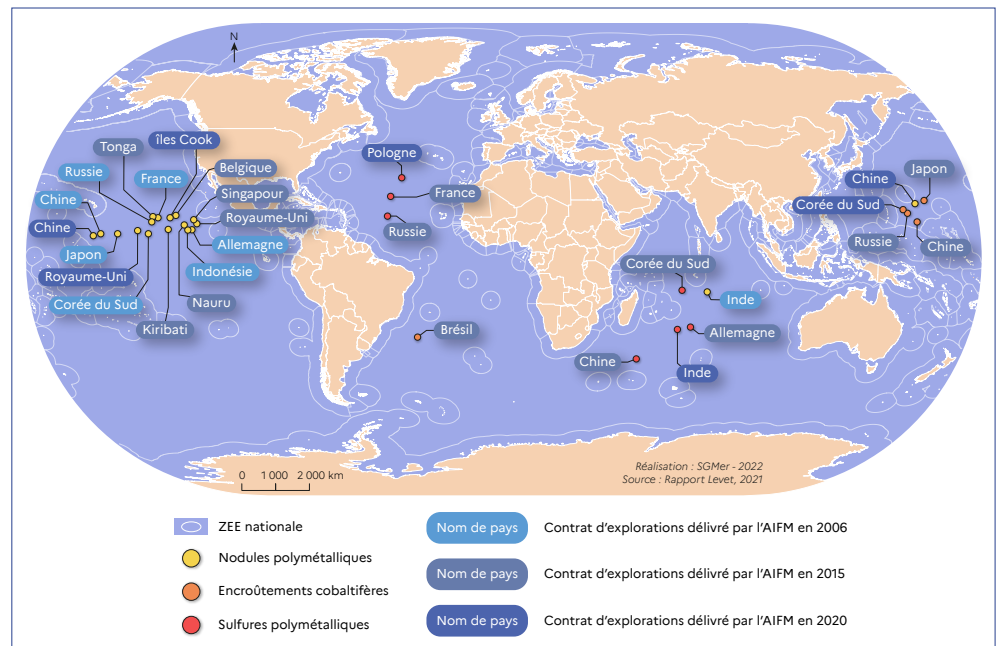 N
îles Cook
Tonga
Russie
France
Belgique
Chine
Singapour
Chine
Royaume-Uni
Japon
Allemagne
Royaume-Uni
Indonésie
Corée du Sud
Nauru
Kiribati
Pologne
France
Russie
Brésil
Corée du Sud
Inde
Allemagne
Chine
Inde
Japon
Chine
Corée du Sud
Russie
Chine
0 1 000 2 000 km
Réalisation : SGMer - 2022
Source : Rapport Levet, 2021
ZEE nationale
Nodules polymétalliques
Encroûtements cobaltifères
Sulfures polymétalliques
Nom de pays Contrat d’explorations délivré par l’AIFM en 2006
Nom de pays Contrat d’explorations délivré par l’AIFM en 2015
Nom de pays Contrat d’explorations délivré par l’AIFM en 2020